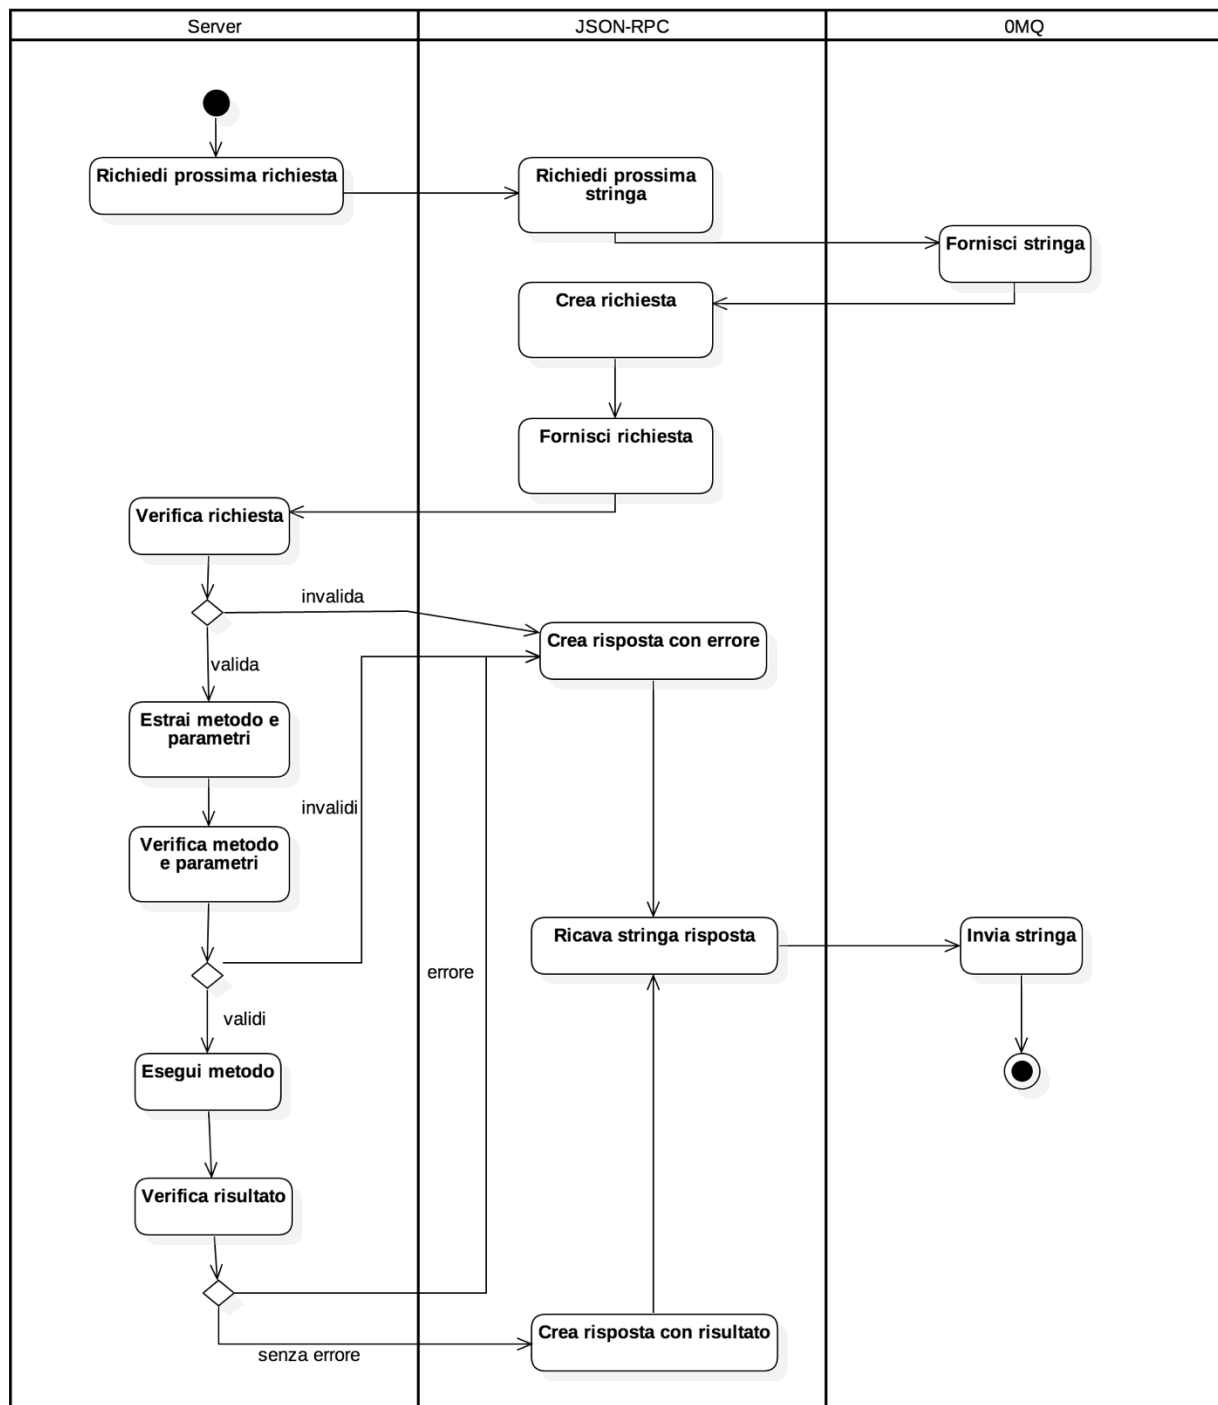 Server
JSON-RPC
0MQ
Richiedi prossima richiesta
Richiedi prossima
stringa
Fornisci stringa
Crea richiesta
Fornisci richiesta
Verifica richiesta
invalida
Crea risposta con errore
valida
Estrai metodo e
parametri
invalidi
Verifica metodo
e parametri
Ricava stringa risposta
Invia stringa
errore
validi
Esegui metodo
Verifica risultato
Crea risposta con risultato
senza errore